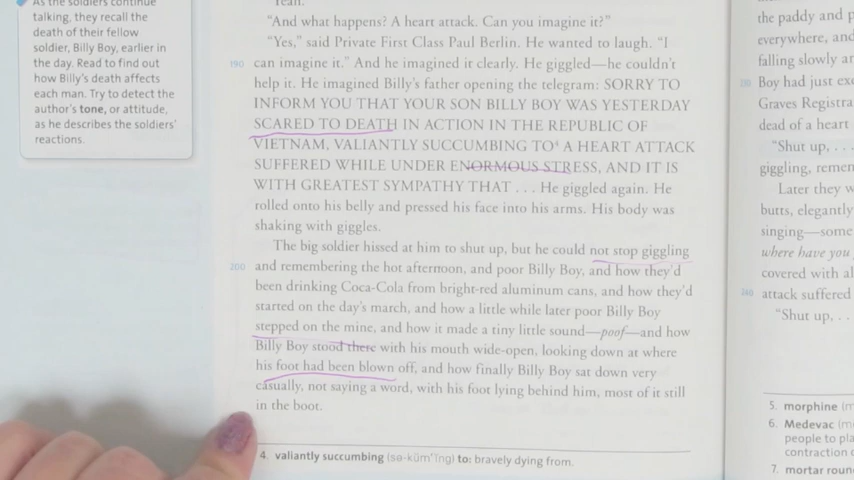 As the soldiers continue
talking, they recall the
death of their fellow
soldier, Billy Boy, earlier in
the day. Read to find out
how Billy's death affects
each man. Try to detect the
author's tone, or attitude,
as he describes the soldiers'
reactions.
"Yeah."
"And what happens? A heart attack. Can you imagine it?"
"Yes," said Private First Class Paul Berlin. He wanted to laugh. "I
190 can imagine it." And he imagined it clearly. He giggled—he couldn't
help it. He imagined Billy's father opening the telegram: SORRY TO
INFORM YOU THAT YOUR SON BILLY BOY WAS YESTERDAY
SCARED TO DEATH IN ACTION IN THE REPUBLIC OF
VIETNAM, VALIANTLY SUCCUMBING TO⁴ A HEART ATTACK
SUFFERED WHILE UNDER ENORMOUS STRESS, AND IT IS
WITH GREATEST SYMPATHY THAT . . . He giggled again. He
rolled onto his belly and pressed his face into his arms. His body was
shaking with giggles.
The big soldier hissed at him to shut up, but he could not stop giggling
200 and remembering the hot afternoon, and poor Billy Boy, and how they'd
been drinking Coca-Cola from bright-red aluminum cans, and how they'd
started on the day's march, and how a little while later poor Billy Boy
stepped on the mine, and how it made a tiny little sound—poof—and how
Billy Boy stood there with his mouth wide-open, looking down at where
his foot had been blown off, and how finally Billy Boy sat down very
casually, not saying a word, with his foot lying behind him, most of it still
in the boot.
4. valiantly succumbing (sə-kŭm'ĭng) to: bravely dying from.
the paddy and
everywhere, and
falling slowly
Boy had just
Graves
dead of a heart
"Shut up, . . .
giggling,
Later they
butts, elegantly
singing—some
where have you
covered with
attack suffered
"Shut up, . .
5. morphine
6. Medevac
people to
7. mortar